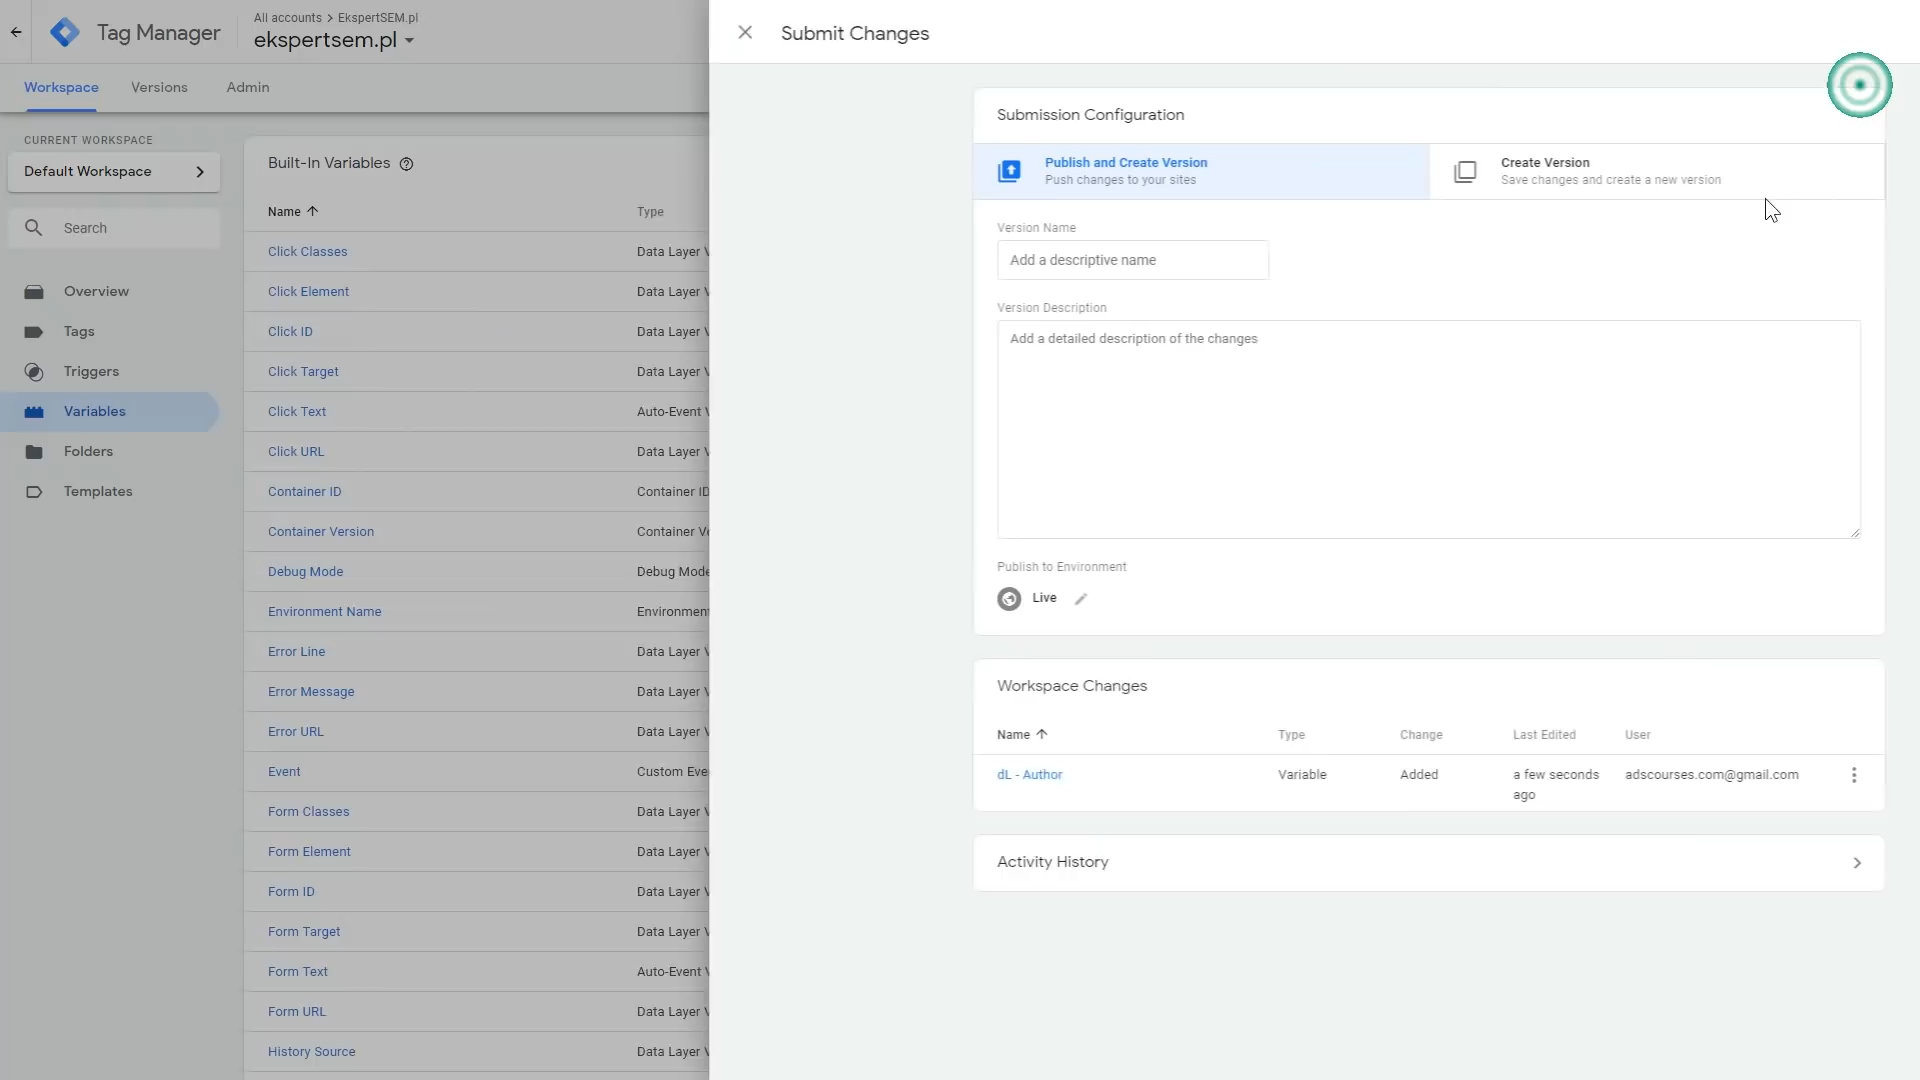 All accounts > EkspertSEM.pl
Tag Manager
ekspertsem.pl
Workspace
Versions
Admin
CURRENT WORKSPACE
Default Workspace
Search
Overview
Tags
Triggers
Variables
Folders
Templates
Built-In Variables
Name
Type
Click Classes
Data Layer V
Click Element
Data Layer V
Click ID
Data Layer V
Click Target
Data Layer V
Click Text
Auto-Event V
Click URL
Data Layer V
Container ID
Container ID
Container Version
Container Ve
Debug Mode
Debug Mode
Environment Name
Environment
Error Line
Data Layer V
Error Message
Data Layer V
Error URL
Data Layer V
Event
Custom Eve
Form Classes
Data Layer V
Form Element
Data Layer V
Form ID
Data Layer V
Form Target
Data Layer V
Form Text
Auto-Event V
Form URL
Data Layer V
History Source
Data Layer V
Submit Changes
Submission Configuration
Publish and Create Version
Push changes to your sites
Create Version
Save changes and create a new version
Version Name
Add a descriptive name
Version Description
Add a detailed description of the changes
Publish to Environment
Live
Workspace Changes
Name
Type
Change
Last Edited
User
dL - Author
Variable
Added
a few seconds
ago
adscourses.com@gmail.com
Activity History